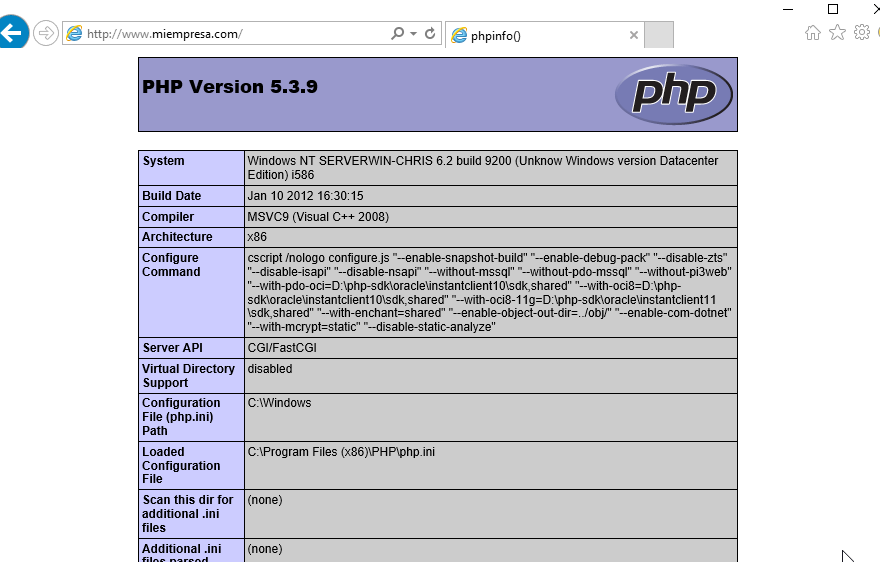 http://www.miempresa.com/
phpinfo()
PHP Version 5.3.9
php
System
Windows NT SERVERWIN-CHRIS 6.2 build 9200 (Unknow Windows version Datacenter
Edition) i586
Build Date
Jan 10 2012 16:30:15
Compiler
MSVC9 (Visual C++ 2008)
Architecture
x86
Configure
Command
cscript /nologo configure.js "--enable-snapshot-build" "--enable-debug-pack" "--disable-zts"
"--disable-isapi" "--disable-nsapi" "--without-mssql" "--without-pdo-mssql" "--without-pi3web"
"--with-pdo-oci=D:\php-sdk\oracle\instantclient10\sdk,shared" "--with-oci8=D:\php-
sdk\oracle\instantclient10\sdk,shared" "--with-oci8-11g=D:\php-sdk\oracle\instantclient11
\sdk,shared" "--with-enchant=shared" "--enable-object-out-dir=../obj/" "--enable-com-dotnet"
"--with-mcrypt=static" "--disable-static-analyze"
Server API
CGI/FastCGI
Virtual Directory
Support
disabled
Configuration
File (php.ini)
Path
C:\Windows
Loaded
Configuration
File
C:\Program Files (x86)\PHP\php.ini
Scan this dir for
additional .ini
files
(none)
Additional .ini
files parsed
(none)